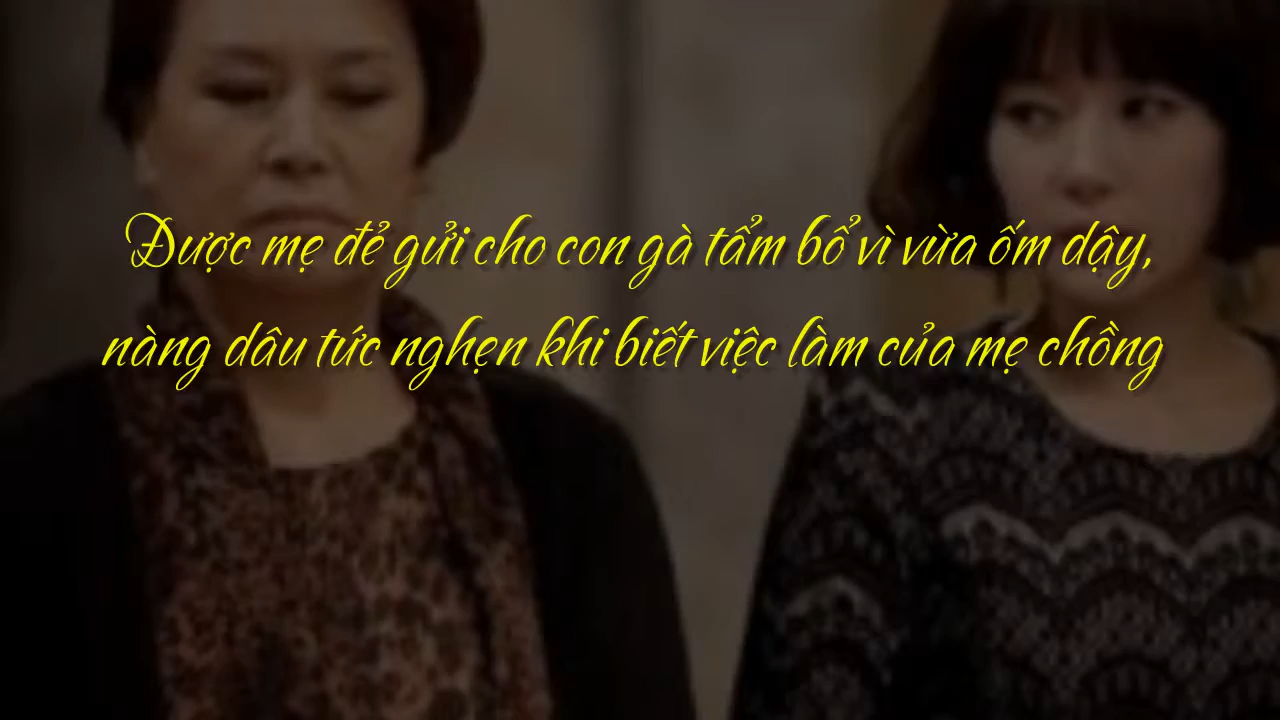 Được mẹ đẻ gửi cho con gà tẩm bổ vì vừa ốm dậy,
nàng dâu tức nghẹn khi biết việc làm của mẹ chồng